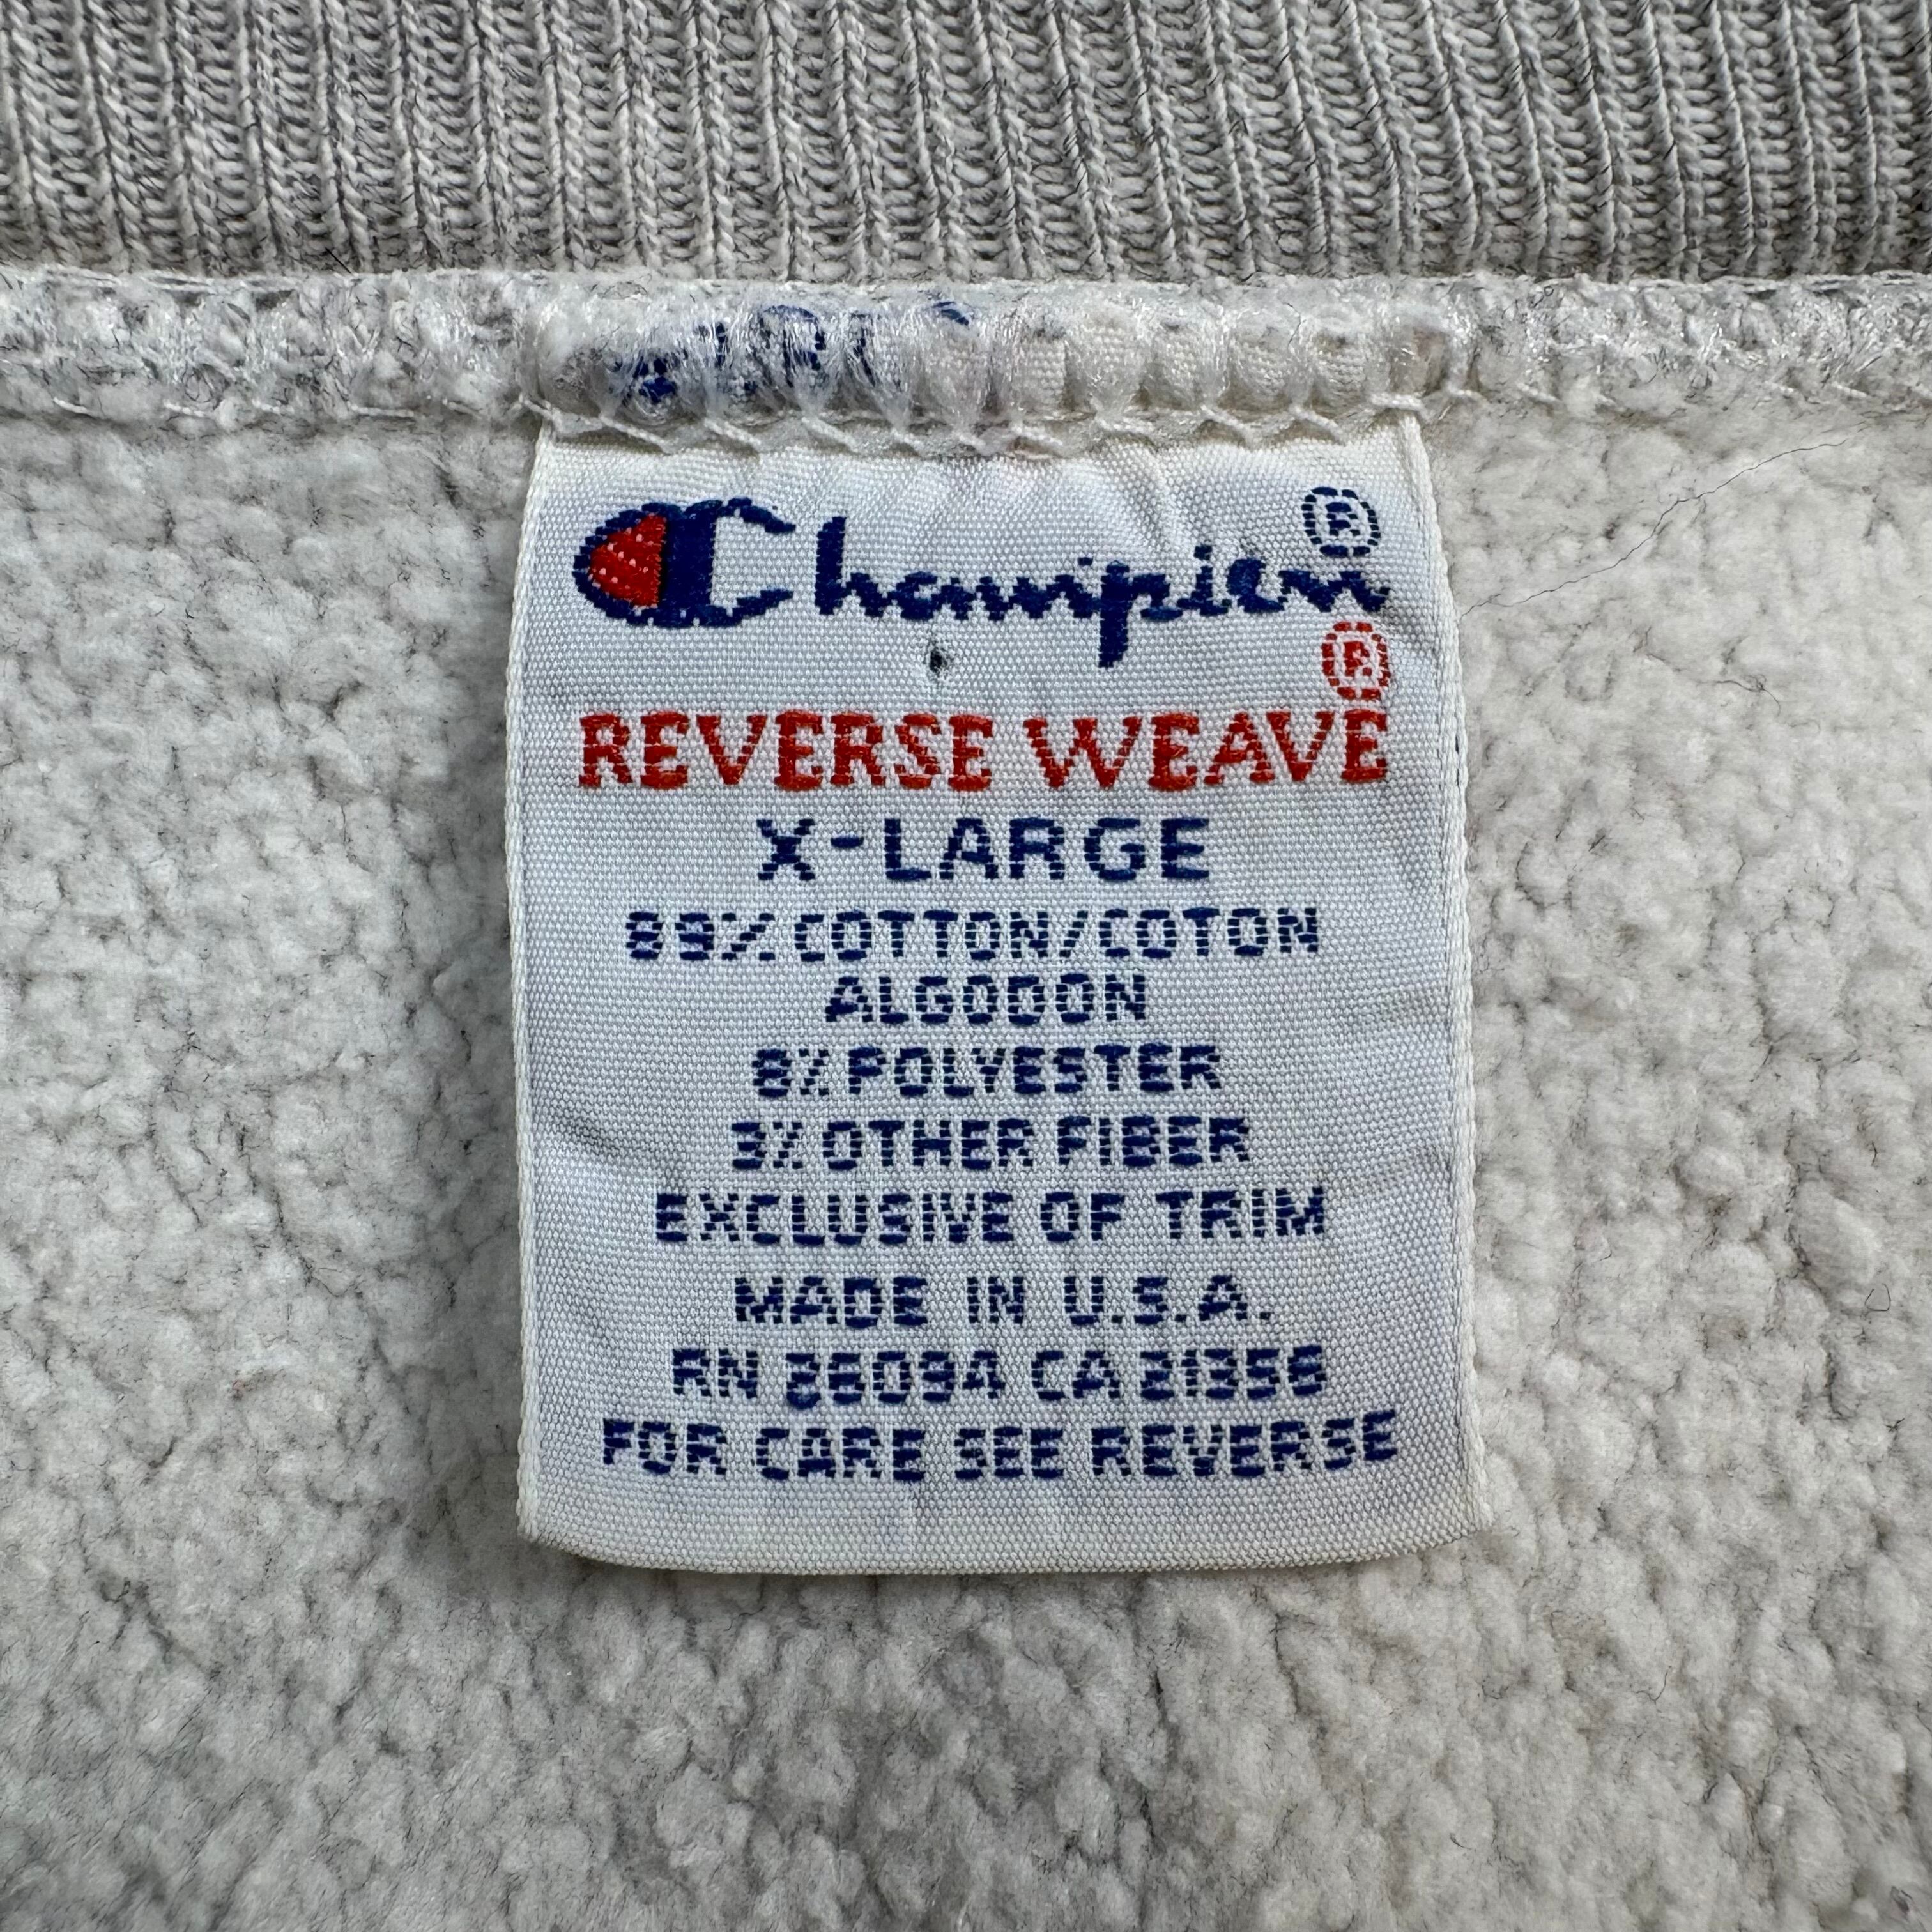 Champion®
REVERSE WEAVE®
X-LARGE
89% COTTON/COTON
ALGODON
8% POLYESTER
3% OTHER FIBER
EXCLUSIVE OF TRIM
MADE IN U.S.A.
RN 26094 CA 21356
FOR CARE SEE REVERSE